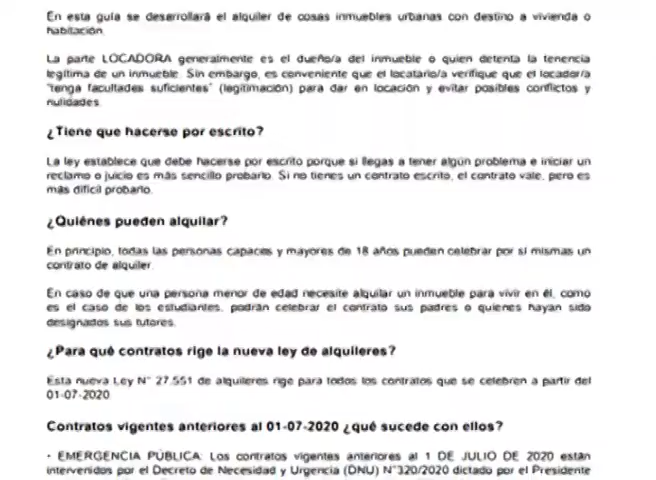 En esta guía se desarrollará el alquiler de cosas inmuebles urbanas con destino a vivienda o
habitación.
La parte LOCADORA generalmente es el dueño/a del inmueble o quien detenta la tenencia
legítima de un inmueble. Sin embargo, es conveniente que el locatario/a verifique que el locador/a
"tenga facultades suficientes" (legitimación) para dar en locación y evitar posibles conflictos y
nulidades.
¿Tiene que hacerse por escrito?
La ley establece que debe hacerse por escrito porque si llegas a tener algún problema e iniciar un
reclamo o juicio es más sencillo probarlo. Si no tienes un contrato escrito, el contrato vale, pero es
más difícil probarlo.
¿Quiénes pueden alquilar?
En principio, todas las personas capaces y mayores de 18 años pueden celebrar por sí mismas un
contrato de alquiler.
En caso de que una persona menor de edad necesite alquilar un inmueble para vivir en él, como
es el caso de los estudiantes, podrán celebrar el contrato sus padres o quienes hayan sido
designados sus tutores.
¿Para qué contratos rige la nueva ley de alquileres?
Esta nueva Ley N° 27.551 de alquileres rige para todos los contratos que se celebren a partir del
01-07-2020
Contratos vigentes anteriores al 01-07-2020 ¿qué sucede con ellos?
• EMERGENCIA PÚBLICA: Los contratos vigentes anteriores al 1 DE JULIO DE 2020 están
intervenidos por el Decreto de Necesidad y Urgencia (DNU) N°320/2020 dictado por el Presidente